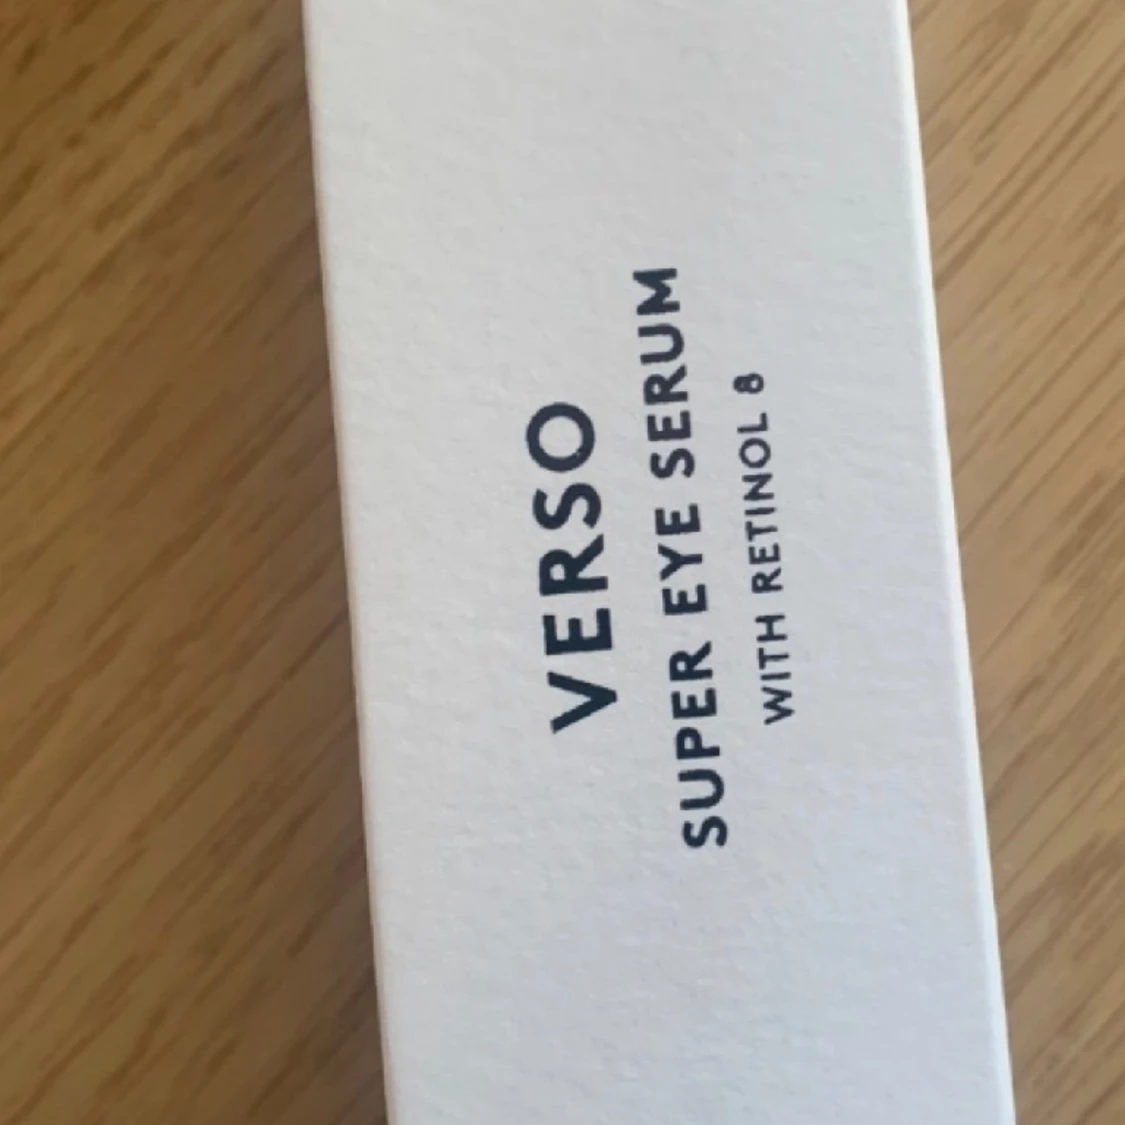 VERSO
SUPER EYE SERUM
WITH RETINOL 8